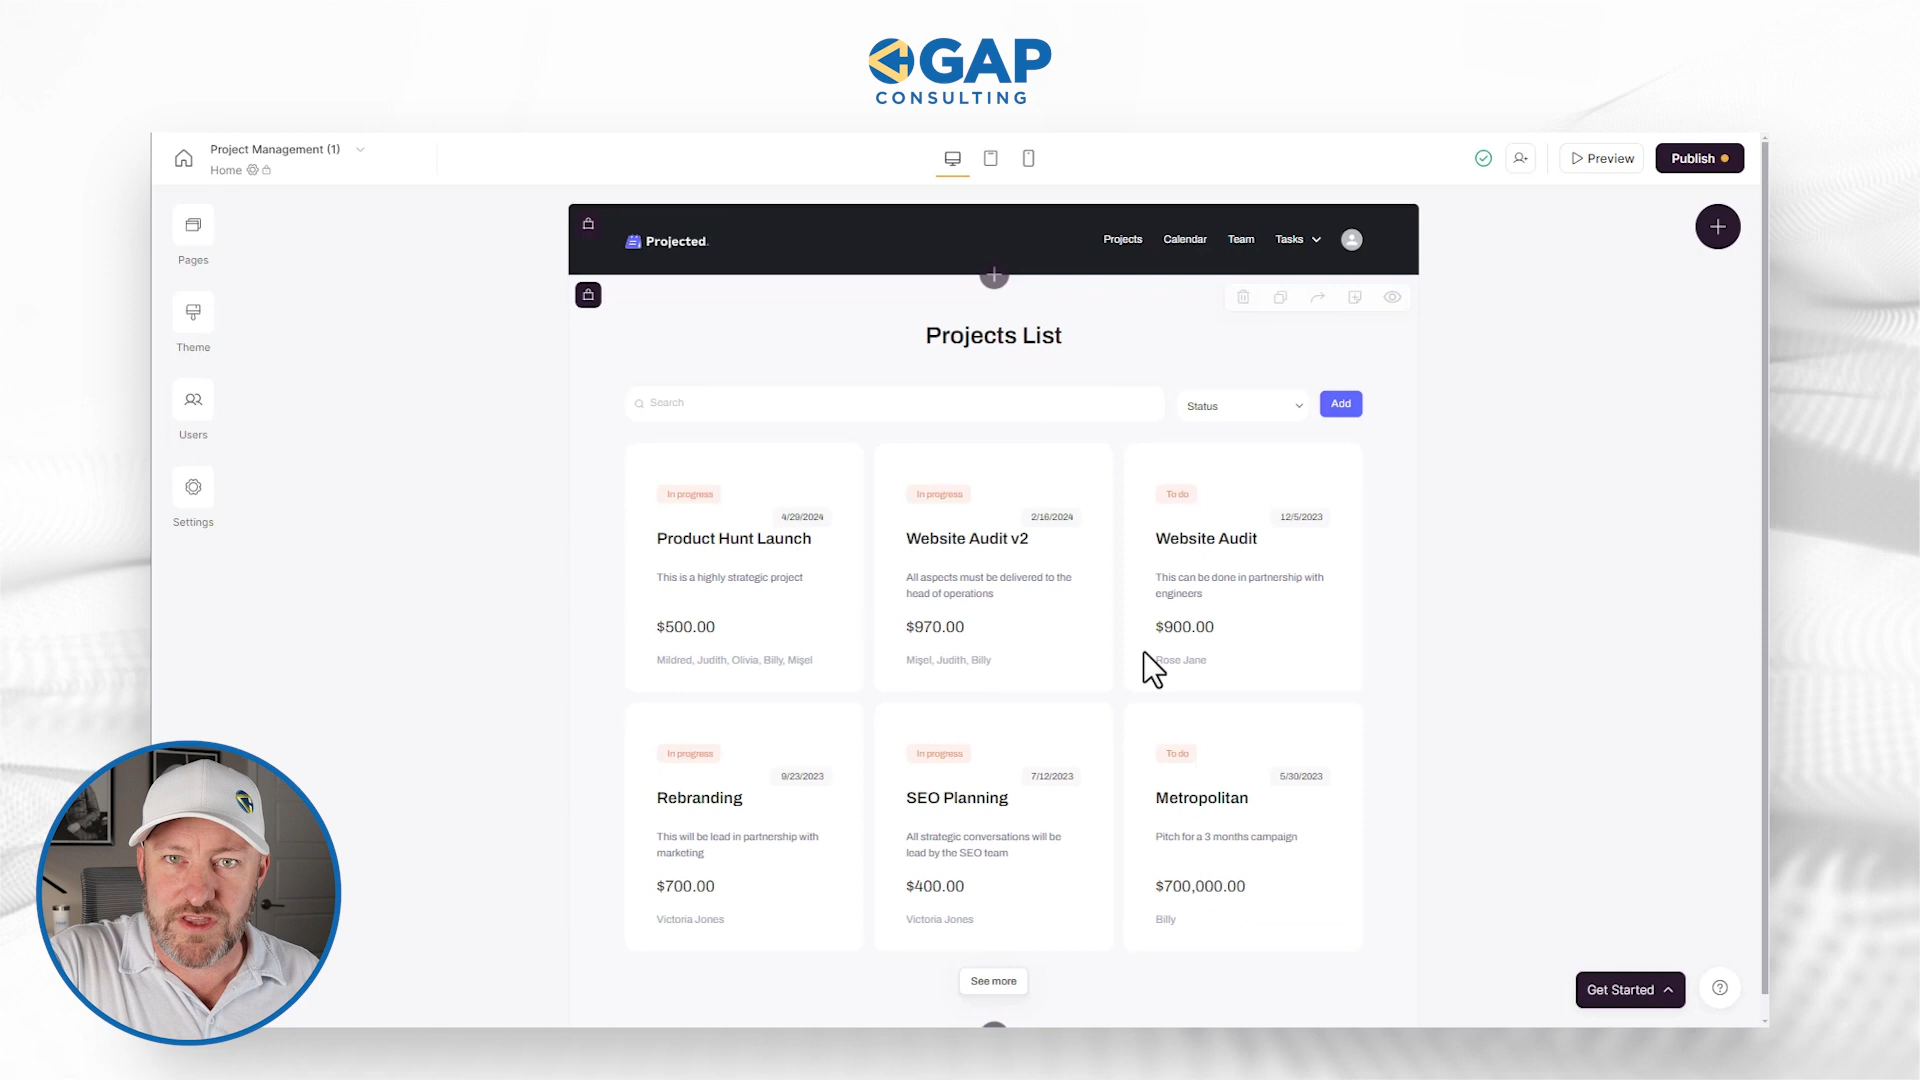 GAP
CONSULTING
Project Management (1)
Home
Preview
Publish
Pages
Theme
Users
Settings
Projected.
Projects
Calendar
Team
Tasks
Projects List
Search
Status
Add
In progress
4/29/2024
Product Hunt Launch
This is a highly strategic project
$500.00
Mildred, Judith, Olivia, Billy, Mişel
In progress
2/16/2024
Website Audit v2
All aspects must be delivered to the
head of operations
$970.00
Mişel, Judith, Billy
To do
12/5/2023
Website Audit
This can be done in partnership with
engineers
$900.00
Rose Jane
In progress
9/23/2023
Rebranding
This will be lead in partnership with
marketing
$700.00
Victoria Jones
In progress
7/12/2023
SEO Planning
All strategic conversations will be
lead by the SEO team
$400.00
Victoria Jones
To do
5/30/2023
Metropolitan
Pitch for a 3 months campaign
$700,000.00
Billy
See more
Get Started